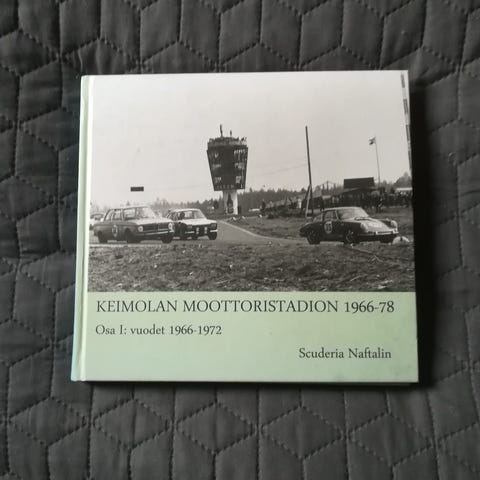 KEIMOLAN MOOTTORISTADION 1966-78
Osa I: vuodet 1966-1972
Scuderia Naftalin